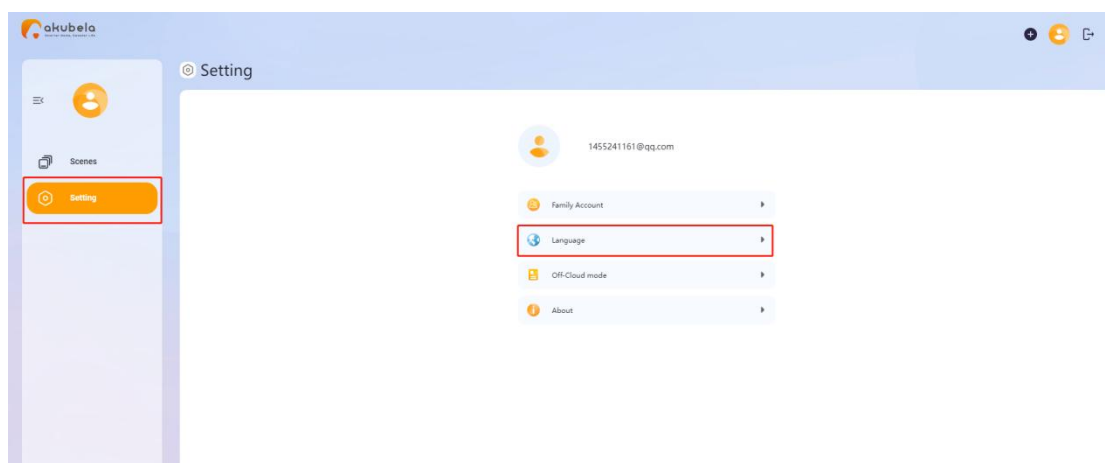 akubela
Setting
1455241161@qq.com
Scenes
Setting
Family Account
Language
Off-Cloud mode
About